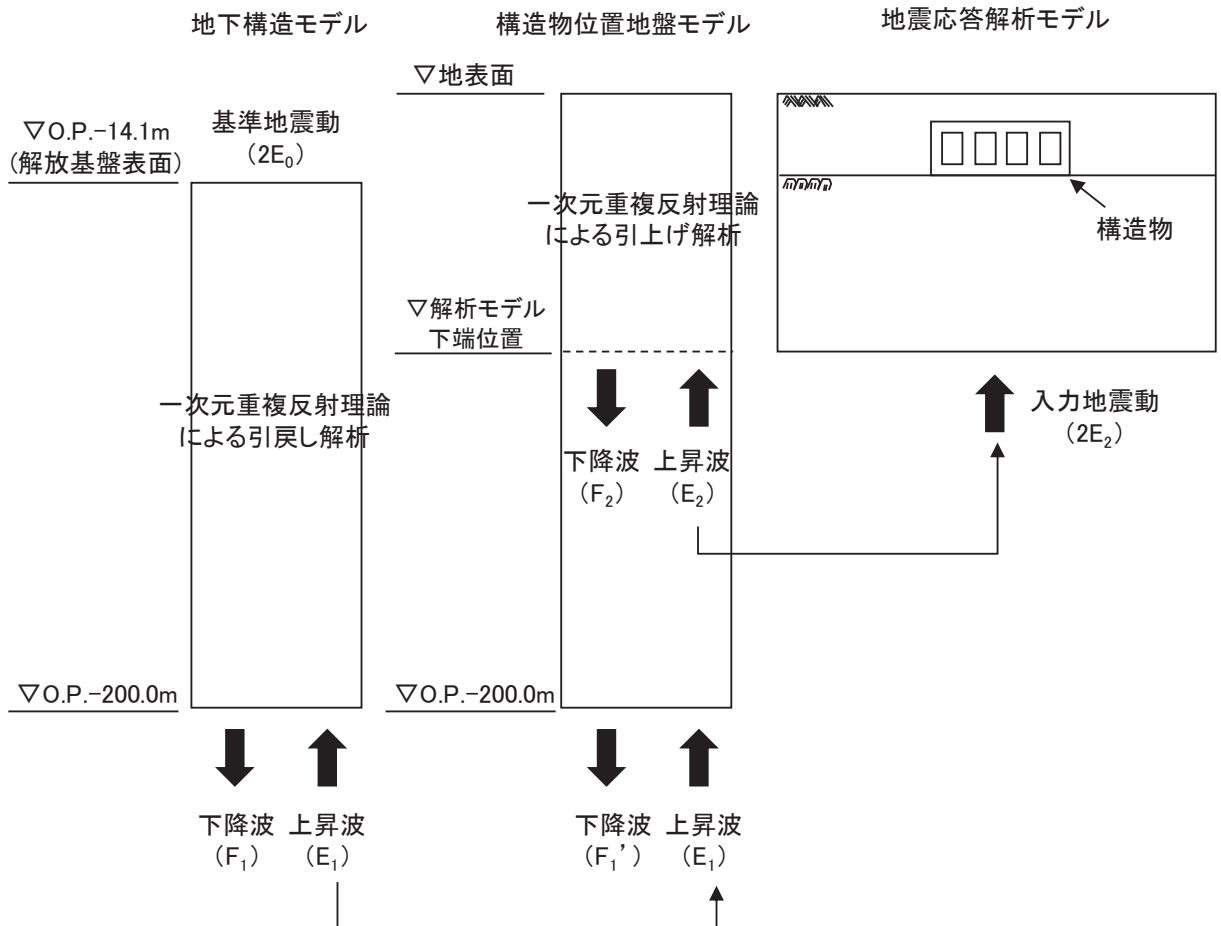 地下構造モデル
▽O.P.-14.1m
(解放基盤表面)
基準地震動
(2E₀)
一次元重複反射理論
による引戻し解析
▽O.P.-200.0m
下降波
(F₁)
上昇波
(E₁)
構造物位置地盤モデル
▽地表面
一次元重複反射理論
による引上げ解析
▽解析モデル
下端位置
下降波
(F₂)
上昇波
(E₂)
▽O.P.-200.0m
下降波
(F₁’)
上昇波
(E₁)
地震応答解析モデル
構造物
入力地震動
(2E₂)